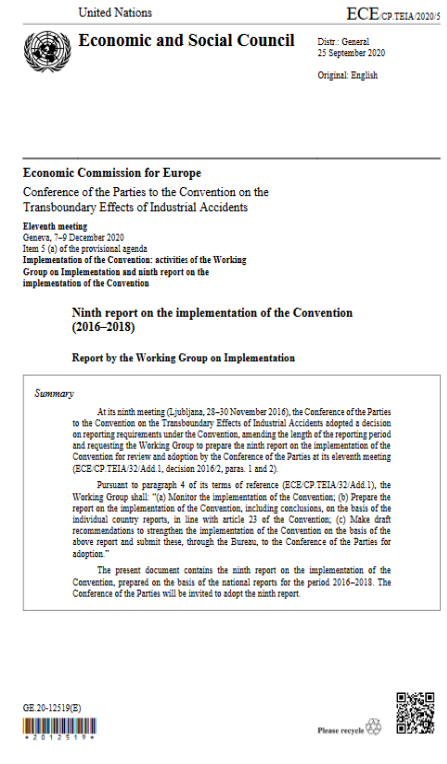 United Nations
ECE/CP.TEIA/2020/5
Economic and Social Council
Distr.: General
25 September 2020
Original: English
Economic Commission for Europe
Conference of the Parties to the Convention on the
Transboundary Effects of Industrial Accidents
Eleventh meeting
Geneva, 7–9 December 2020
Item 5 (a) of the provisional agenda
Implementation of the Convention: activities of the Working
Group on Implementation and ninth report on the
implementation of the Convention
Ninth report on the implementation of the Convention
(2016–2018)
Report by the Working Group on Implementation
Summary
At its ninth meeting (Ljubljana, 28–30 November 2016), the Conference of the Parties
to the Convention on the Transboundary Effects of Industrial Accidents adopted a decision
on reporting requirements under the Convention, amending the length of the reporting period
and requesting the Working Group to prepare the ninth report on the implementation of the
Convention for review and adoption by the Conference of the Parties at its eleventh meeting
(ECE/CP.TEIA/32/Add.1, decision 2016/2, paras. 1 and 2).
Pursuant to paragraph 4 of its terms of reference (ECE/CP.TEIA/32/Add.1), the
Working Group shall: “(a) Monitor the implementation of the Convention; (b) Prepare the
report on the implementation of the Convention, including conclusions, on the basis of the
individual country reports, in line with article 23 of the Convention; (c) Make draft
recommendations to strengthen the implementation of the Convention on the basis of the
above report and submit these, through the Bureau, to the Conference of the Parties for
adoption.”
The present document contains the ninth report on the implementation of the
Convention, prepared on the basis of the national reports for the period 2016–2018. The
Conference of the Parties will be invited to adopt the ninth report.
GE.20-12519(E)
*2012519*
Please recycle